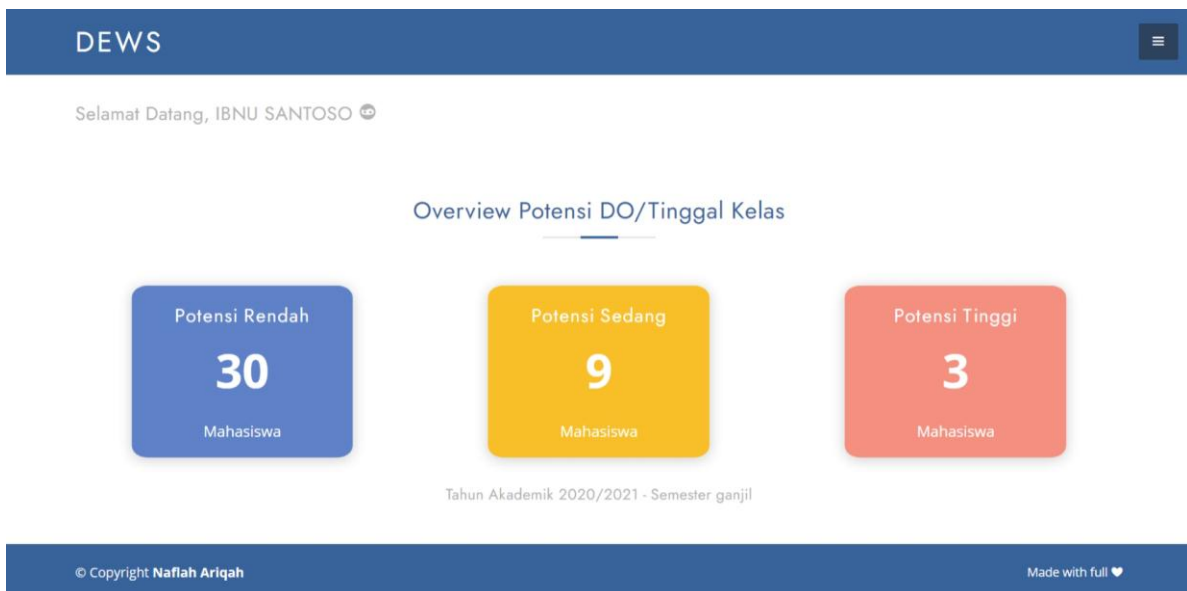 DEWS
Selamat Datang, IBNU SANTOSO
Overview Potensi DO/Tinggal Kelas
Potensi Rendah
30
Mahasiswa
Potensi Sedang
9
Mahasiswa
Potensi Tinggi
3
Mahasiswa
Tahun Akademik 2020/2021 - Semester ganjil
© Copyright Naflah Ariqah
Made with full ♥